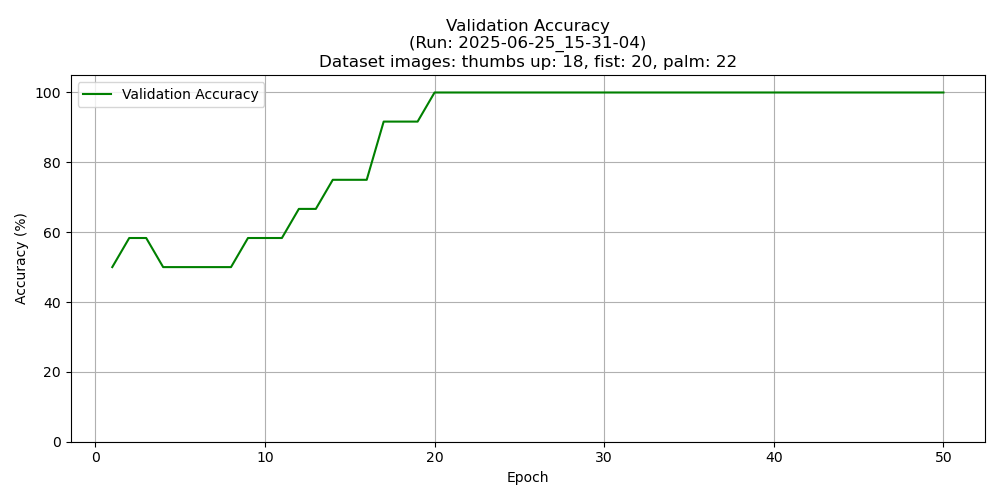 Validation Accuracy
(Run: 2025-06-25_15-31-04)
Dataset images: thumbs up: 18, fist: 20, palm: 22
Validation Accuracy
100
80
60
40
20
0
Accuracy (%)
0 10 20 30 40 50
Epoch